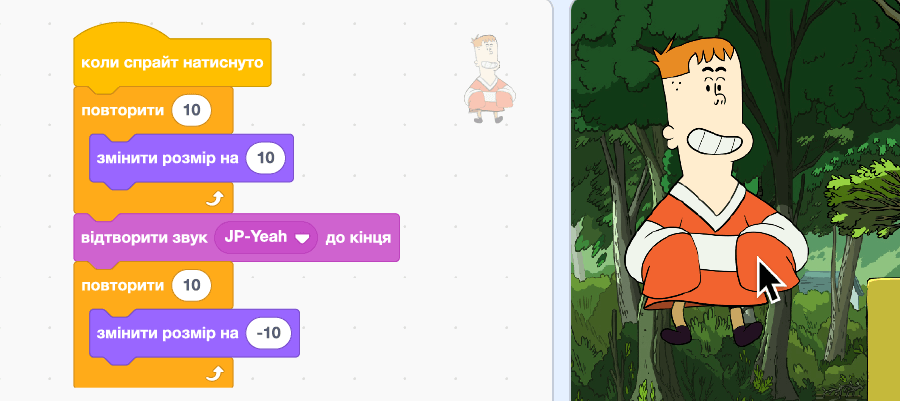 коли спрайт натиснуто
повторити 10
змінити розмір на 10
відтворити звук JP-Yeah до кінця
повторити 10
змінити розмір на -10